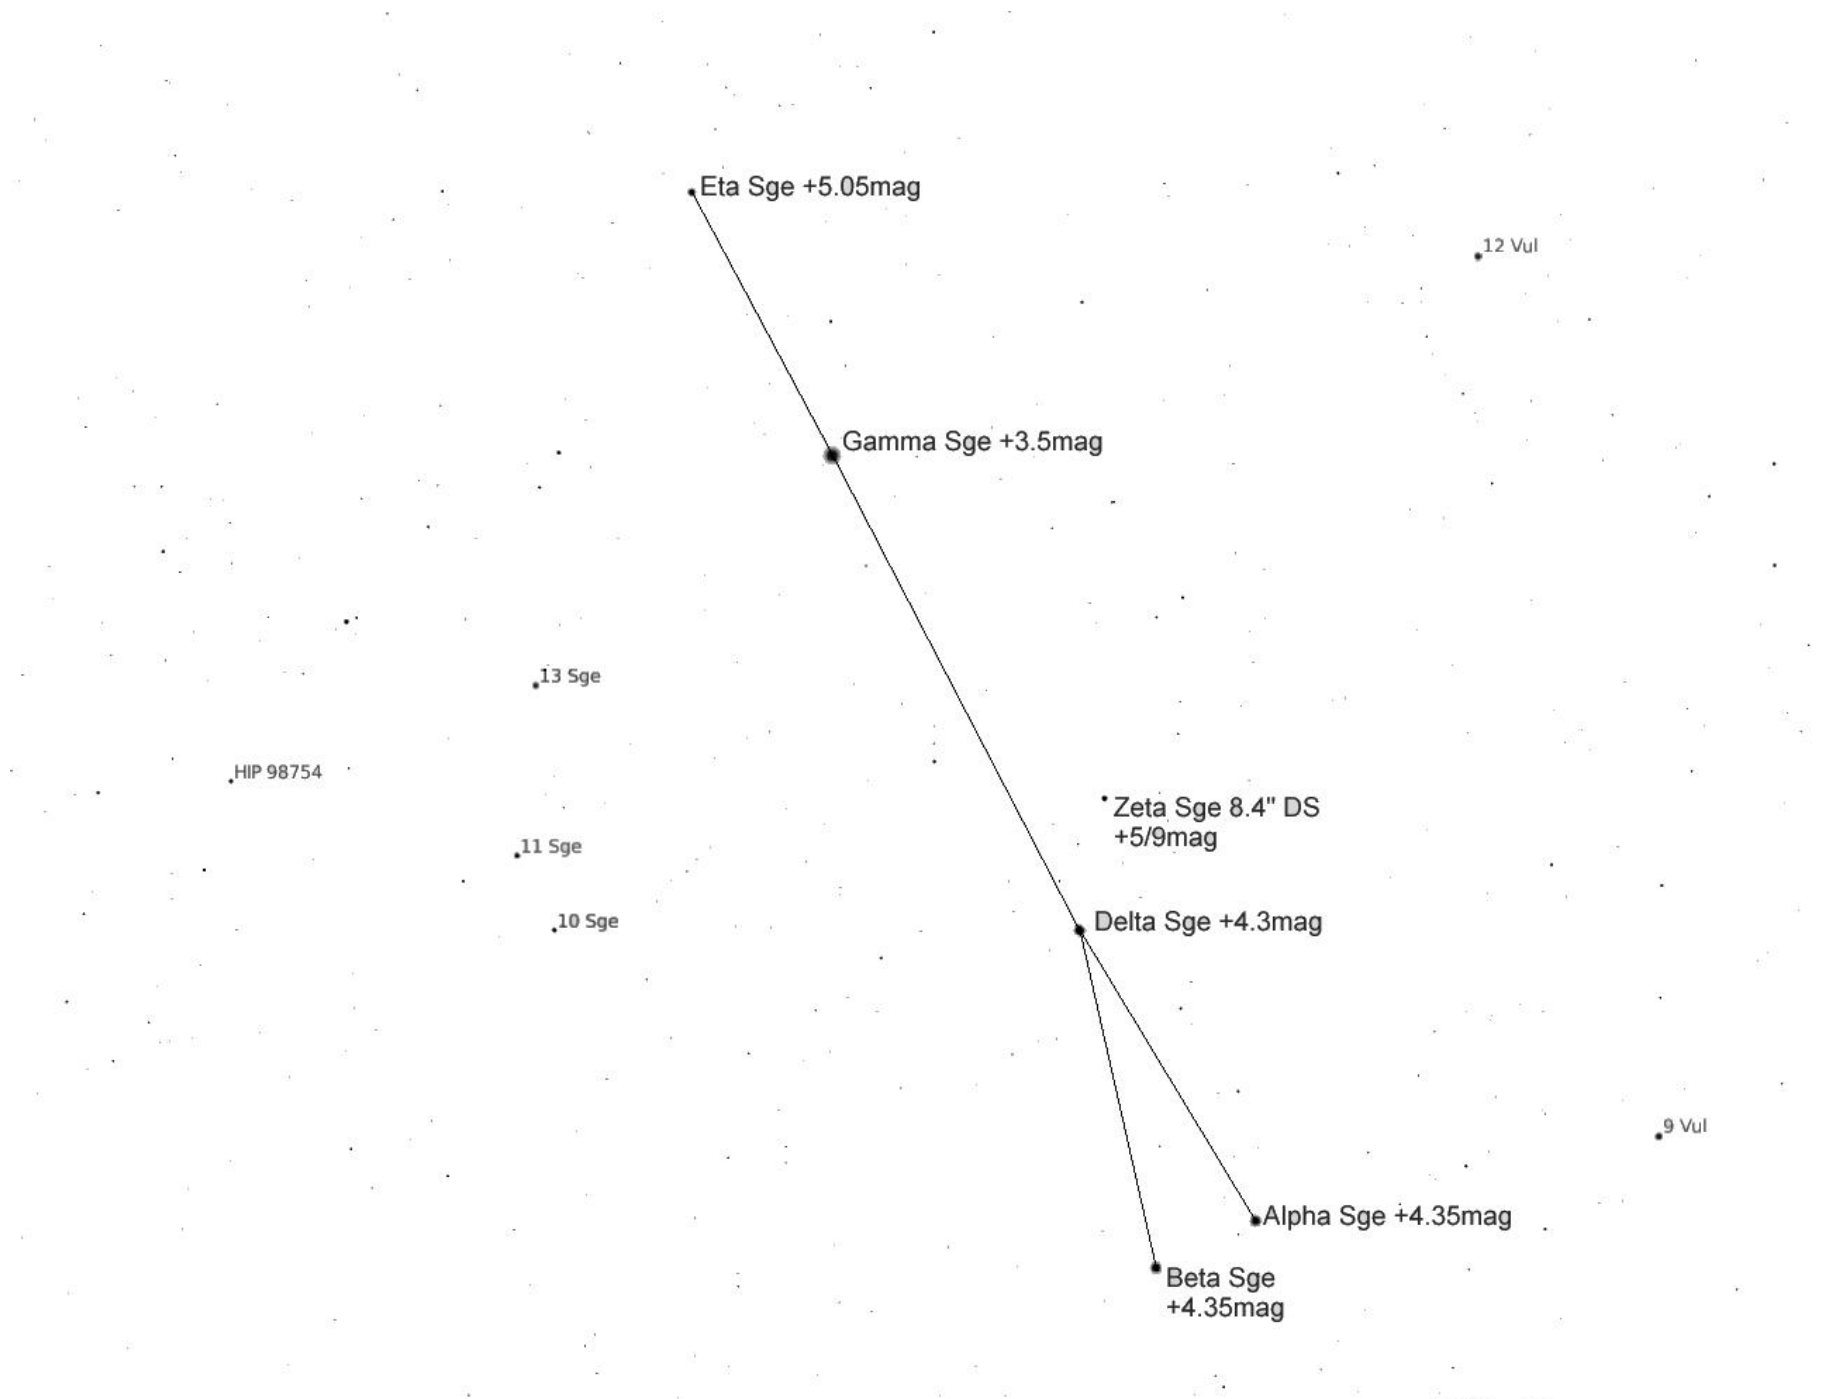 Eta Sge +5.05mag
12 Vul
Gamma Sge +3.5mag
13 Sge
HIP 98754
Zeta Sge 8.4" DS
+5/9mag
11 Sge
10 Sge
Delta Sge +4.3mag
9 Vul
Alpha Sge +4.35mag
Beta Sge
+4.35mag